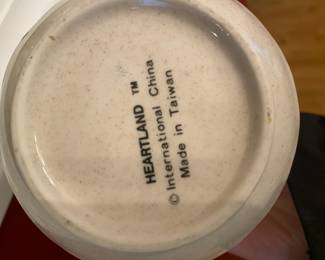 HEARTLAND ™
© International China
Made in Taiwan